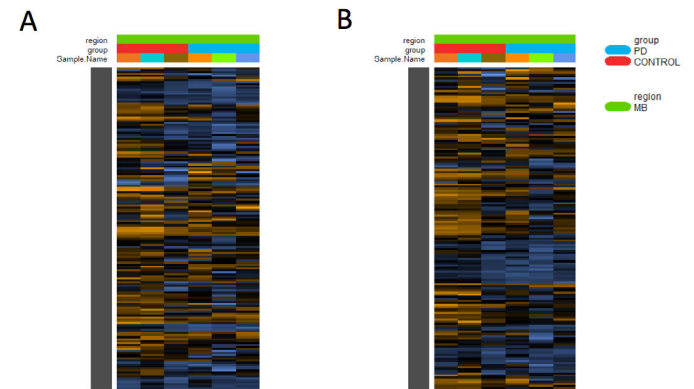 A
B
region
group
Sample.Name
region
group
Sample.Name
group
PD
CONTROL
region
MB